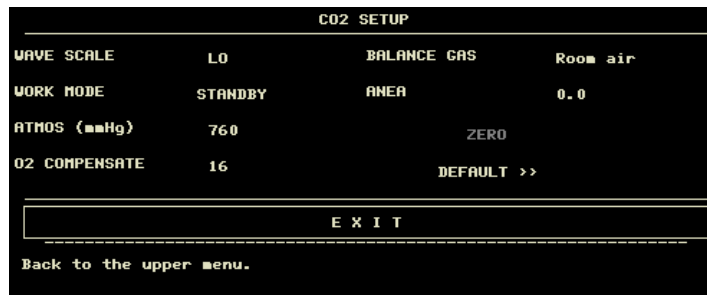 CO2 SETUP
WAVE SCALE LO BALANCE GAS Room air
WORK MODE STANDBY ANEA 0.0
ATMOS (mmHg) 760 ZERO
O2 COMPENSATE 16 DEFAULT >>
E X I T
Back to the upper menu.